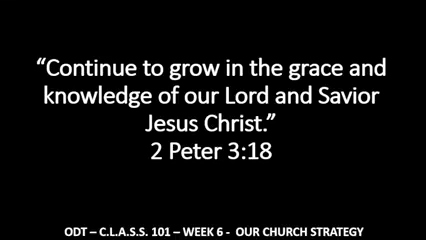 “Continue to grow in the grace and
knowledge of our Lord and Savior
Jesus Christ.”
2 Peter 3:18
ODT – C.L.A.S.S. 101 – WEEK 6 - OUR CHURCH STRATEGY